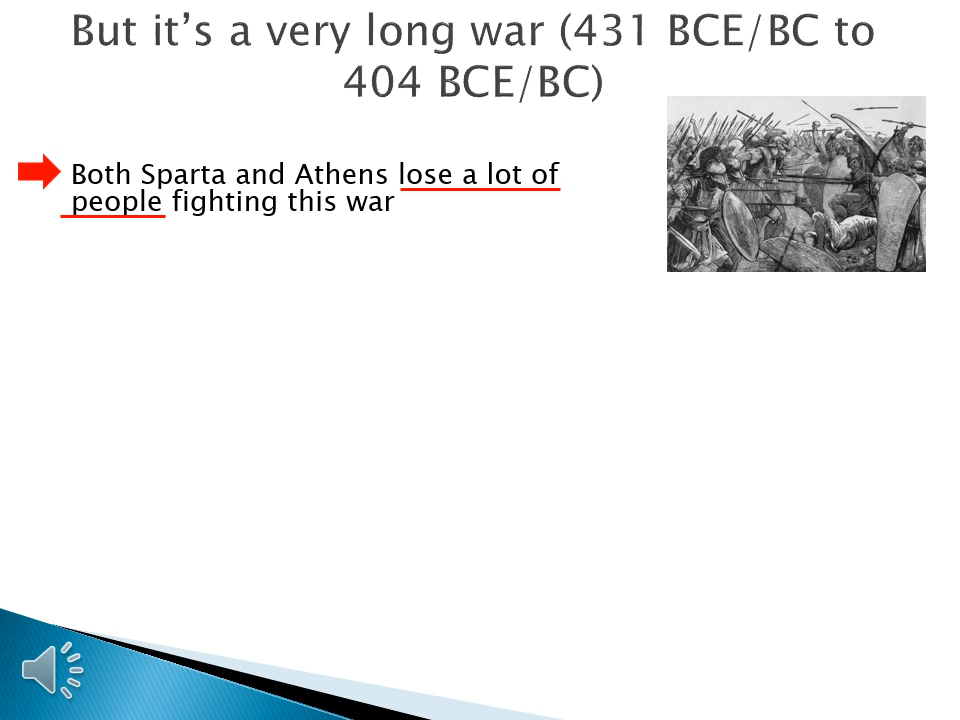 But it’s a very long war (431 BCE/BC to
404 BCE/BC)
Both Sparta and Athens lose a lot of
people fighting this war